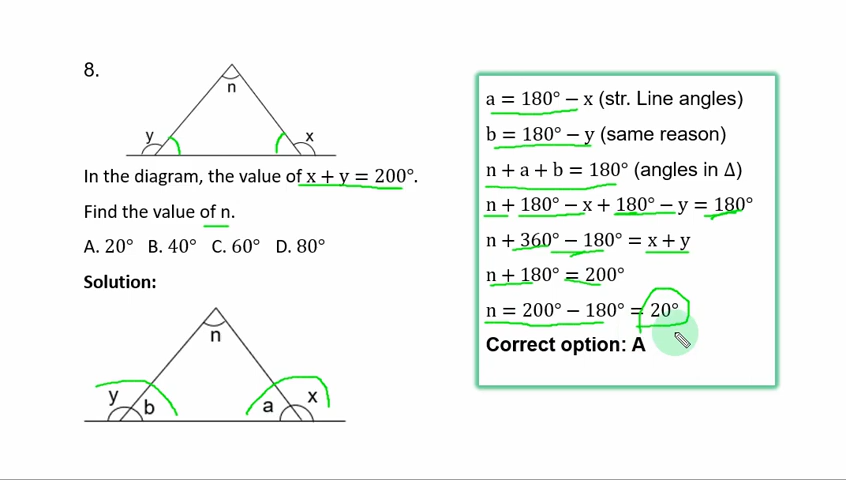 8.
n
y
x
In the diagram, the value of x + y = 200°.
Find the value of n.
A. 20° B. 40° C. 60° D. 80°
Solution:
n
y
b
a
x
a = 180° − x (str. Line angles)
b = 180° − y (same reason)
n + a + b = 180° (angles in Δ)
n + 180° − x + 180° − y = 180°
n + 360° − 180° = x + y
n + 180° = 200°
n = 200° − 180° = 20°
Correct option: A